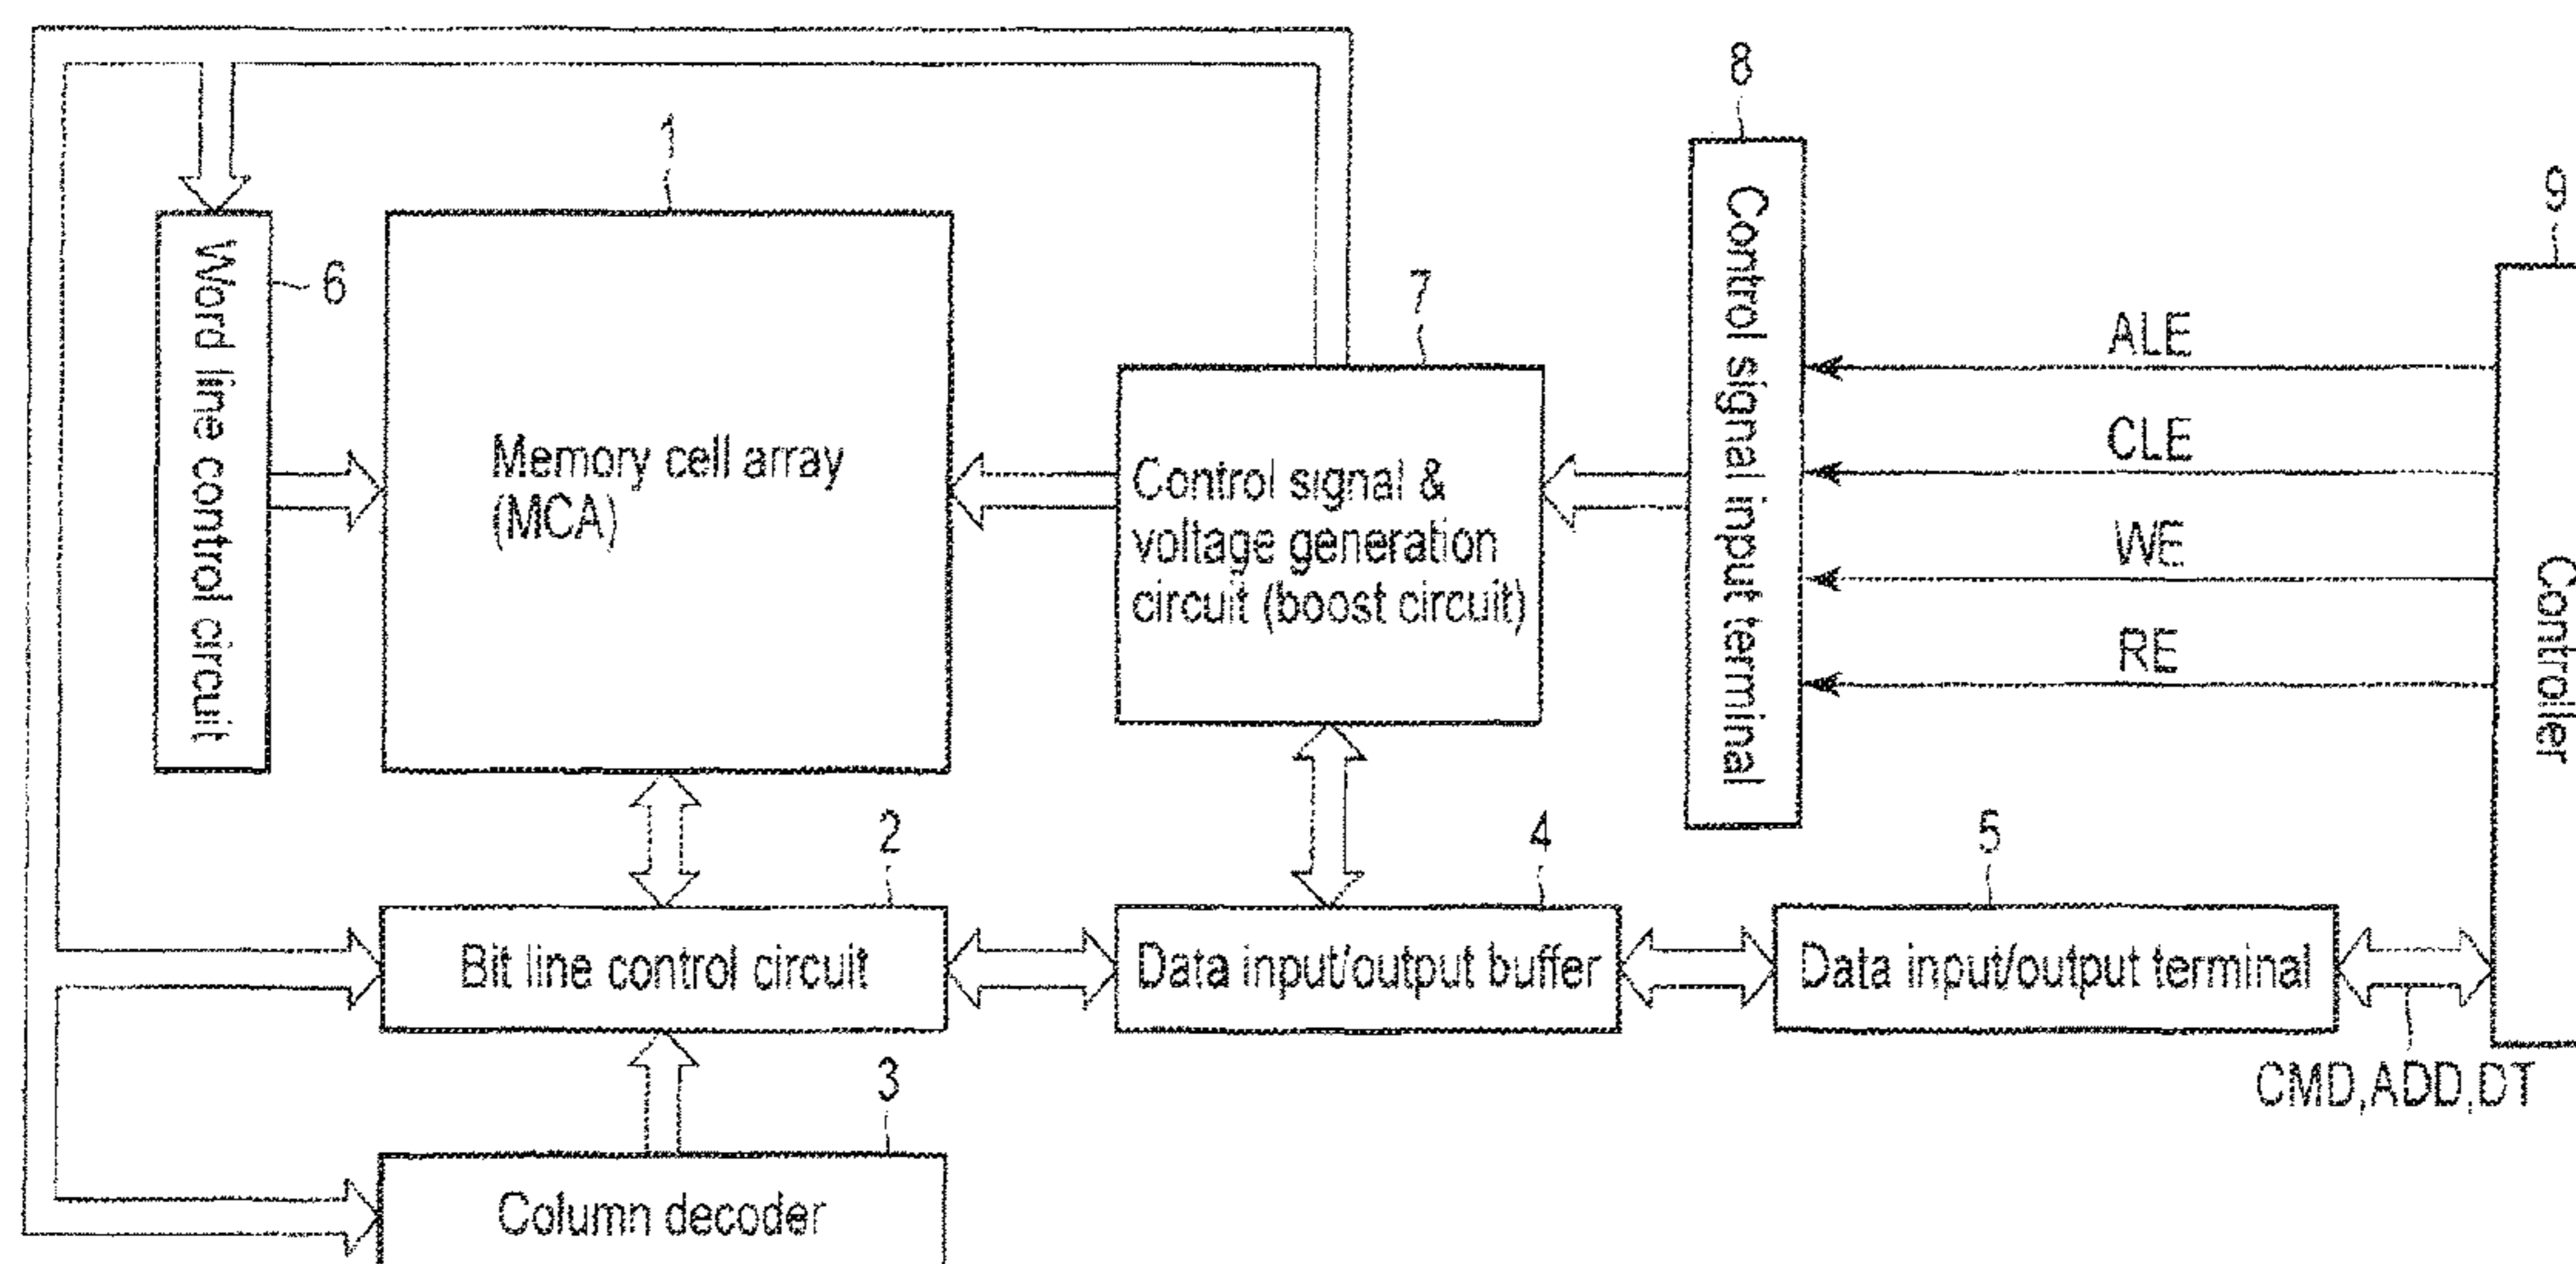 8
1
9
6
7
Word line control circuit
Memory cell array
(MCA)
Control signal &
voltage generation
circuit (boost circuit)
Control signal input terminal
ALE
CLE
WE
RE
Controller
2
4
5
Bit line control circuit
Data input/output buffer
Data input/output terminal
CMD,ADD,DT
3
Column decoder